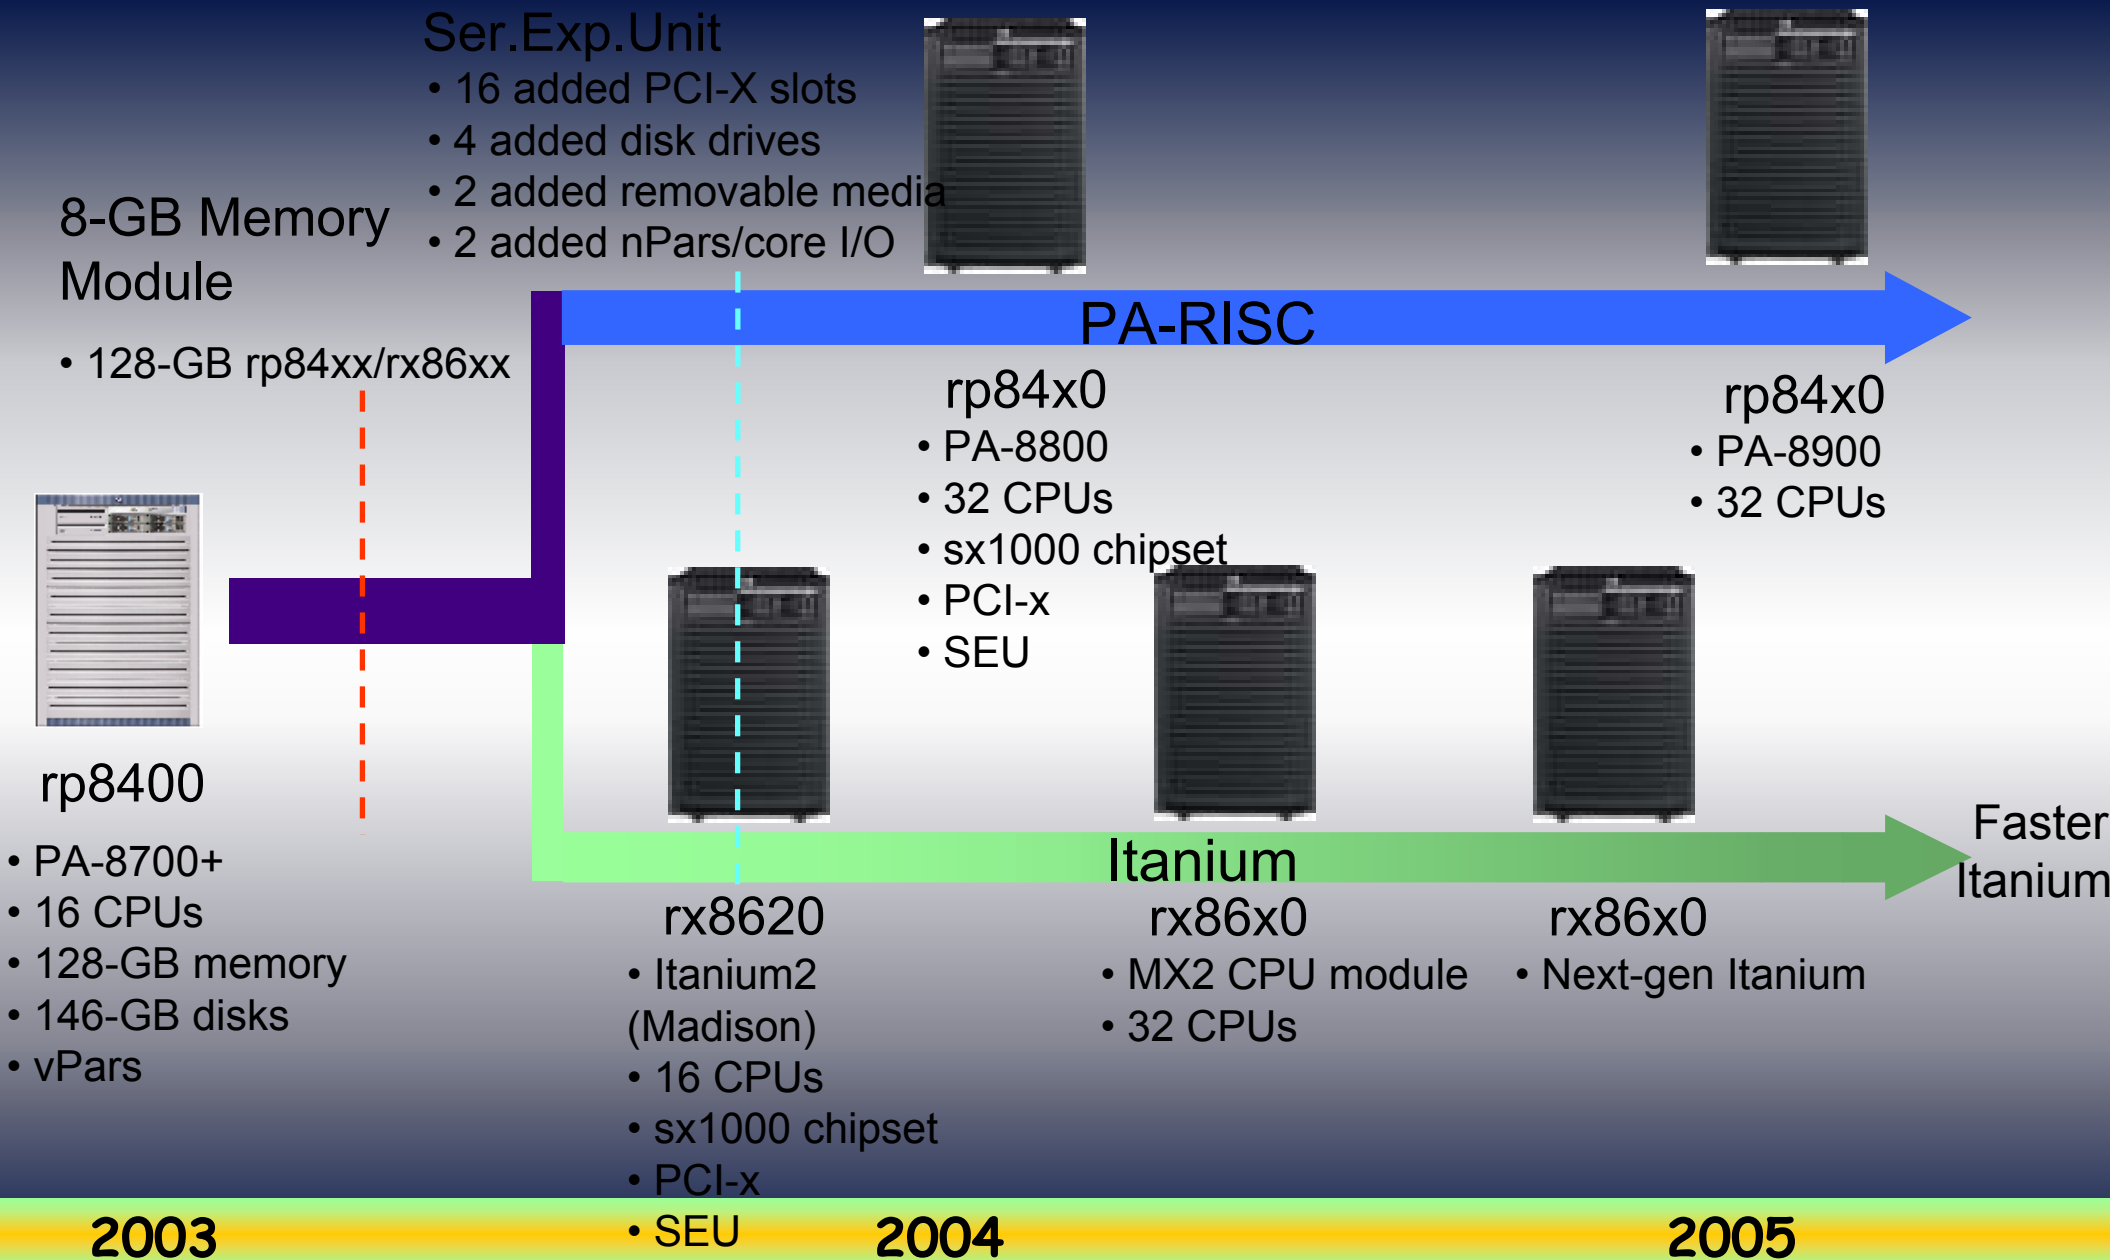 Ser.Exp.Unit
• 16 added PCI-X slots
• 4 added disk drives
• 2 added removable media
• 2 added nPars/core I/O
8-GB Memory
Module
• 128-GB rp84xx/rx86xx
PA-RISC
rp84x0
• PA-8800
• 32 CPUs
• sx1000 chipset
• PCI-x
• SEU
rp84x0
• PA-8900
• 32 CPUs
rp8400
• PA-8700+
• 16 CPUs
• 128-GB memory
• 146-GB disks
• vPars
Itanium
Faster
Itanium
rx8620
• Itanium2
(Madison)
• 16 CPUs
• sx1000 chipset
• PCI-x
• SEU
rx86x0
• MX2 CPU module
• 32 CPUs
rx86x0
• Next-gen Itanium
2003
2004
2005